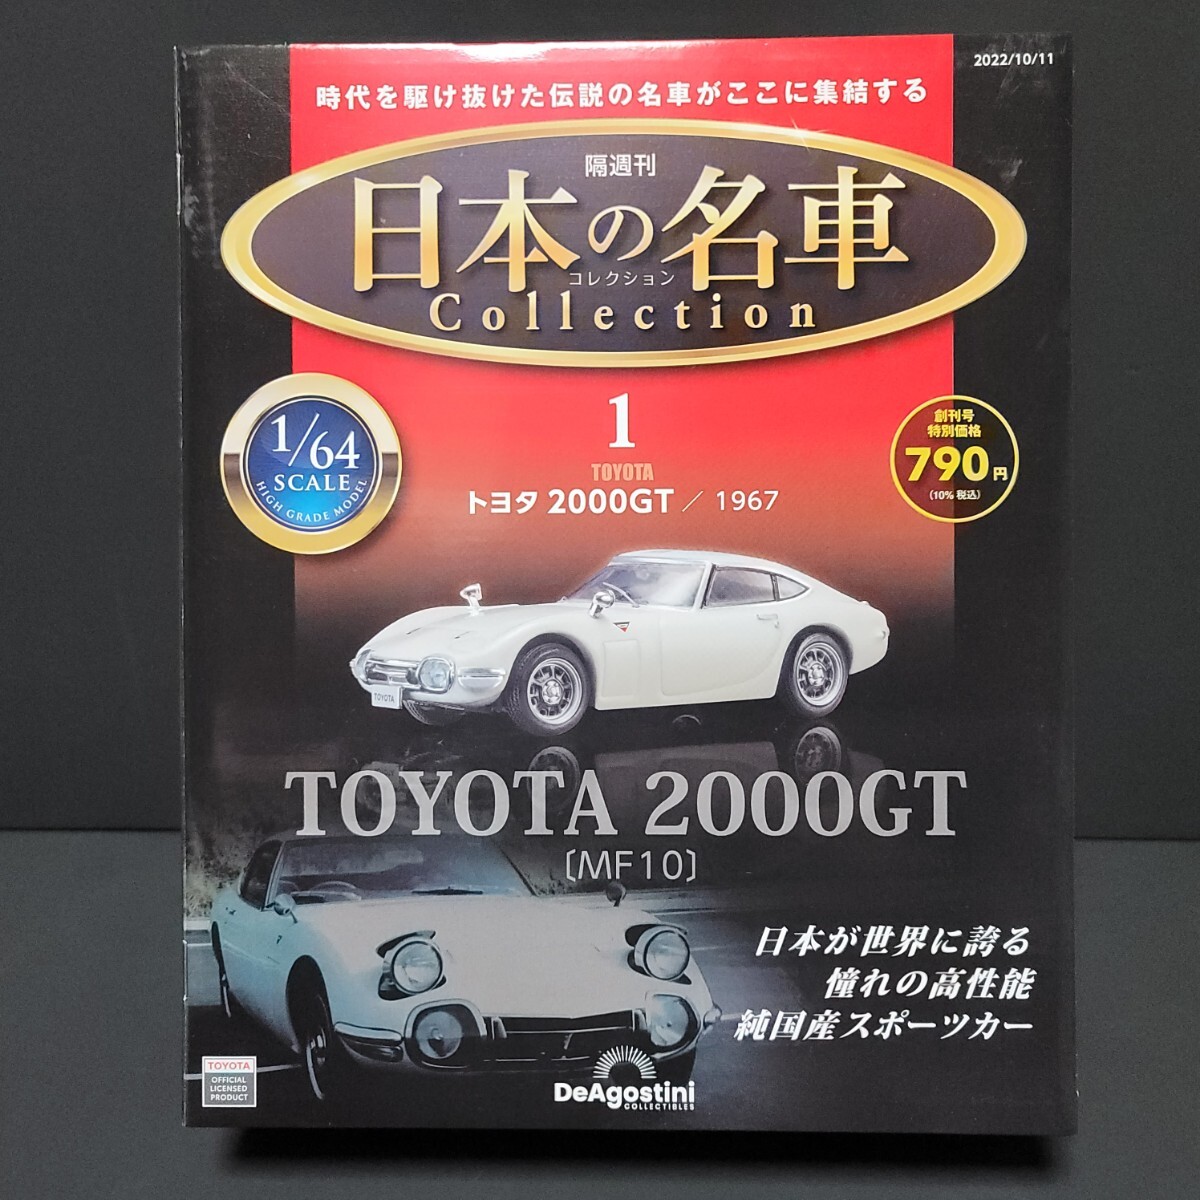 2022/10/11
時代を駆け抜けた伝説の名車がここに集結する
隔週刊
日本の名車
コレクション
Collection
1/64
SCALE
HIGH GRADE MODEL
1
TOYOTA
トヨタ 2000GT / 1967
創刊号
特別価格
790円
(10%税込)
TOYOTA
TOYOTA 2000GT
〔MF10〕
日本が世界に誇る
憧れの高性能
純国産スポーツカー
TOYOTA
OFFICIAL
LICENSED
PRODUCT
DeAgostini
COLLECTIBLES